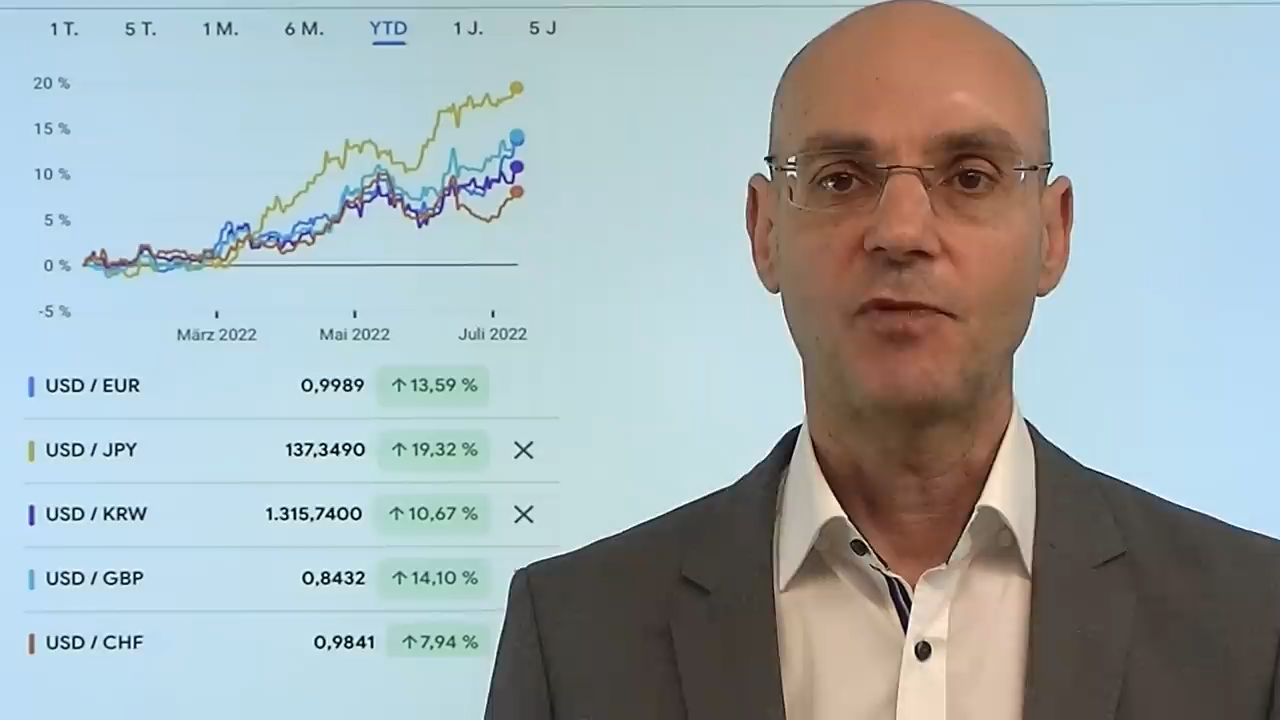 1 T. 5 T. 1 M. 6 M. YTD 1 J. 5 J
20 %
15 %
10 %
5 %
0 %
-5 %
März 2022 Mai 2022 Juli 2022
USD / EUR 0,9989 ↑13,59 %
USD / JPY 137,3490 ↑19,32 % ×
USD / KRW 1.315,7400 ↑10,67 % ×
USD / GBP 0,8432 ↑14,10 %
USD / CHF 0,9841 ↑7,94 %